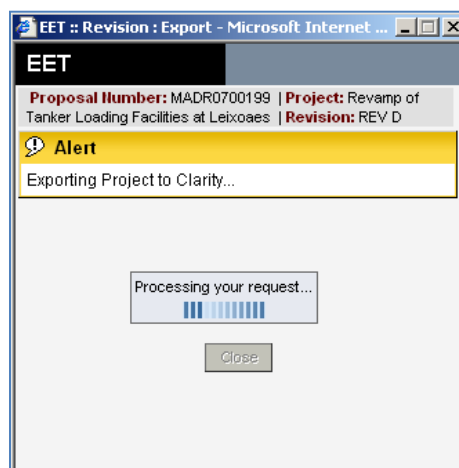 EET :: Revision : Export - Microsoft Internet ...
EET
Proposal Number: MADR0700199 | Project: Revamp of
Tanker Loading Facilities at Leixoaes | Revision: REV D
Alert
Exporting Project to Clarity...
Processing your request...
Close